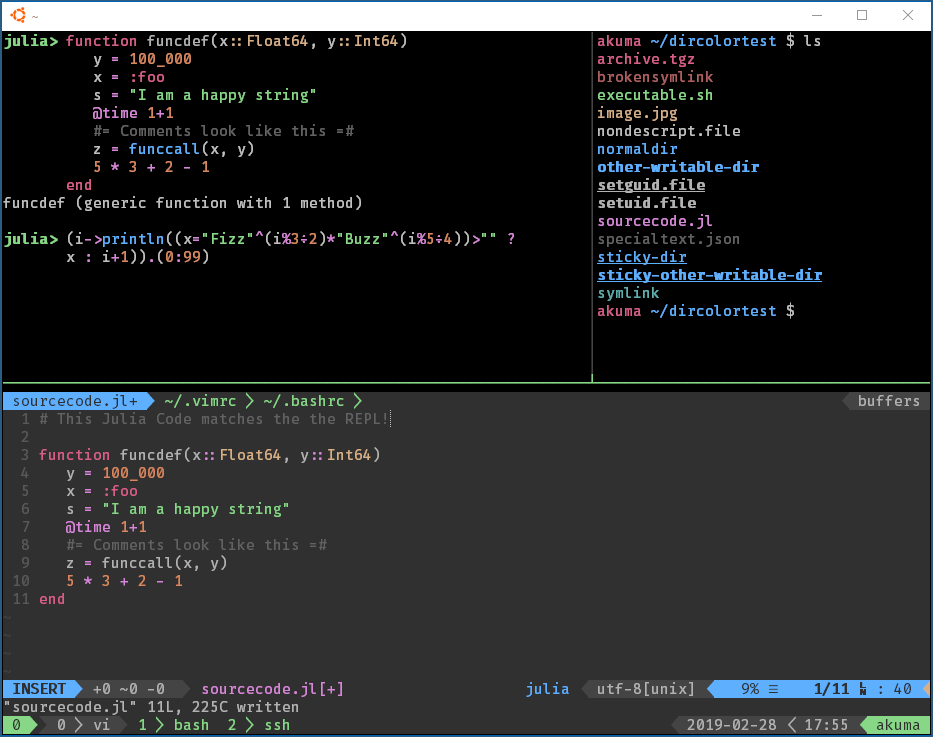 ~
julia> function funcdef(x::Float64, y::Int64)
y = 100_000
x = :foo
s = "I am a happy string"
@time 1+1
#= Comments look like this =#
z = funccall(x, y)
5 * 3 + 2 - 1
end
funcdef (generic function with 1 method)
julia> (i->println((x="Fizz"^(i%3÷2)*"Buzz"^(i%5÷4))>"" ?
x : i+1)).(0:99)
akuma ~/dircolortest $ ls
archive.tgz
brokensymlink
executable.sh
image.jpg
nondescript.file
normaldir
other-writable-dir
setguid.file
setuid.file
sourcecode.jl
specialtext.json
sticky-dir
sticky-other-writable-dir
symlink
akuma ~/dircolortest $
sourcecode.jl+ ~/.vimrc ~/.bashrc buffers
1 # This Julia Code matches the the REPL!
2
3 function funcdef(x::Float64, y::Int64)
4 y = 100_000
5 x = :foo
6 s = "I am a happy string"
7 @time 1+1
8 #= Comments look like this =#
9 z = funccall(x, y)
10 5 * 3 + 2 - 1
11 end
~
~
~
~
INSERT +0 ~0 -0 sourcecode.jl[+] julia utf-8[unix] 9% ☰ 1/11 ␤ : 40
"sourcecode.jl" 11L, 225C written
0 0 vi 1 bash 2 ssh 2019-02-28 17:55 akuma